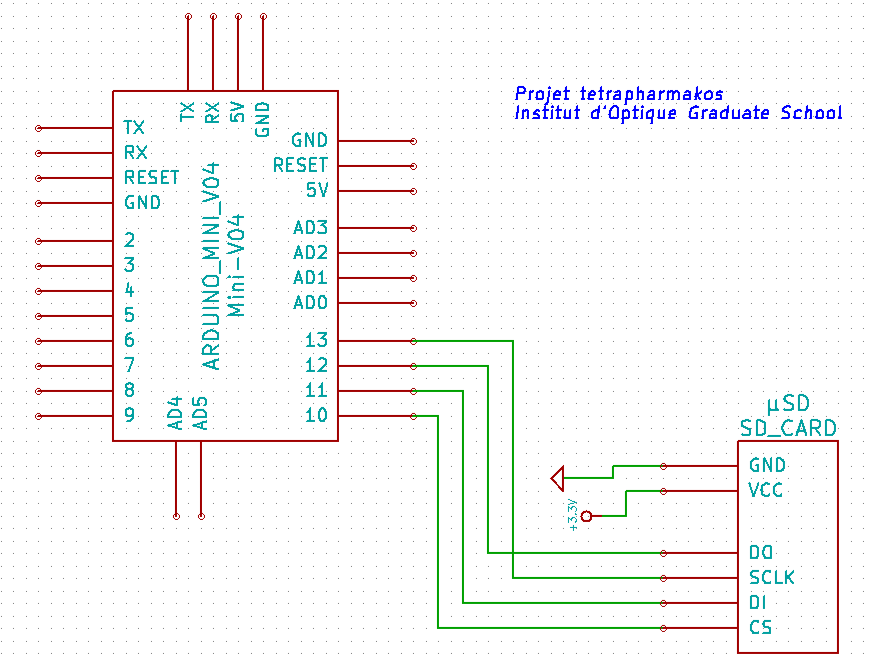 Projet tetrapharmakos
Institut d'Optique Graduate School
TX
RX
5V
GND
TX
RX
RESET
GND
2
3
4
5
6
7
8
9
ARDUINO_MINI_V04
Mini-V04
AD4
AD5
GND
RESET
5V
AD3
AD2
AD1
AD0
13
12
11
10
µSD
SD_CARD
GND
VCC
+3.3V
DO
SCLK
DI
CS